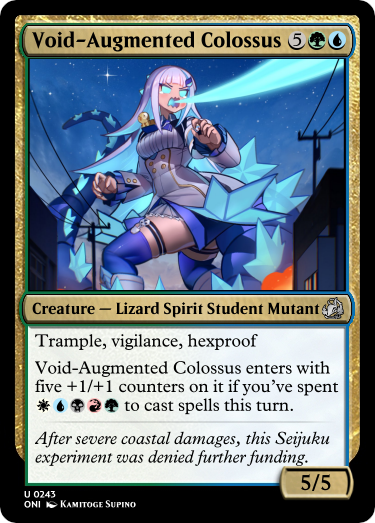 Void-Augmented Colossus 5
Creature — Lizard Spirit Student Mutant
Trample, vigilance, hexproof
Void-Augmented Colossus enters with
five +1/+1 counters on it if you've spent
to cast spells this turn.
After severe coastal damages, this Seijuku
experiment was denied further funding.
5/5
U 0243
ONI Kamitoge Supino